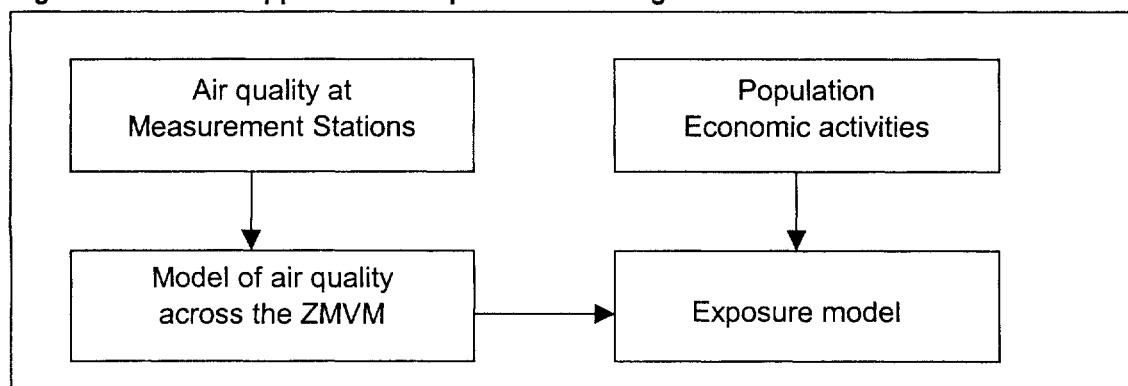 Air quality at
Measurement Stations
Population
Economic activities
Model of air quality
across the ZMVM
Exposure model